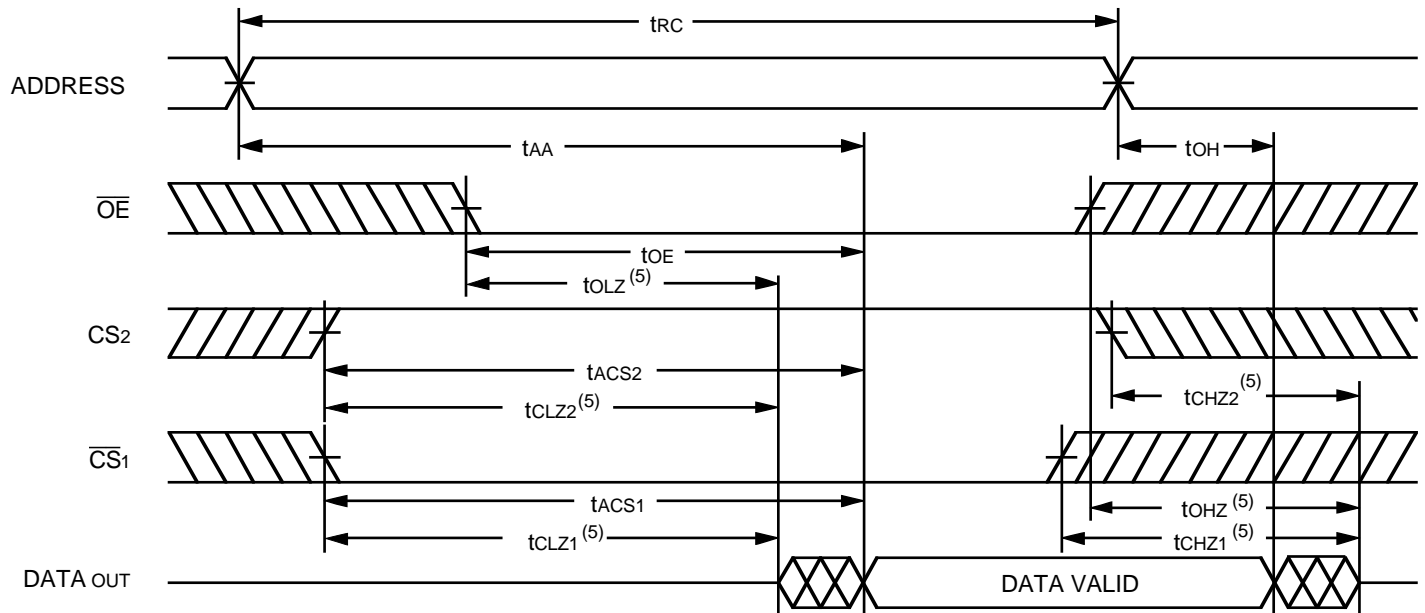 tRC
ADDRESS
tAA
tOH
OE
tOE
tOLZ (5)
CS2
tACS2
tCLZ2 (5)
tCHZ2 (5)
CS1
tACS1
tOHZ (5)
tCLZ1 (5)
tCHZ1 (5)
DATA OUT
DATA VALID